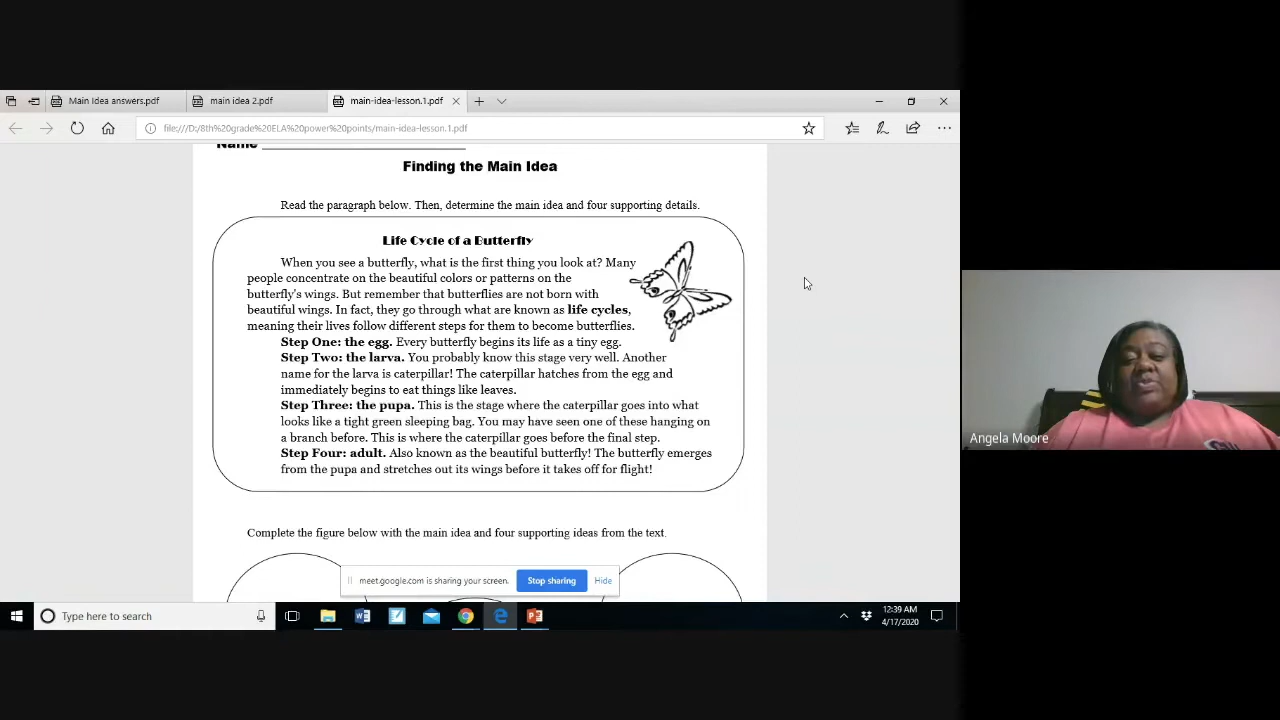 Main Idea answers.pdf
main idea 2.pdf
main-idea-lesson.1.pdf
file:///D:/8th%20grade%20ELA%20power%20points/main-idea-lesson.1.pdf
Name
Finding the Main Idea
Read the paragraph below. Then, determine the main idea and four supporting details.
Life Cycle of a Butterfly
When you see a butterfly, what is the first thing you look at? Many
people concentrate on the beautiful colors or patterns on the
butterfly's wings. But remember that butterflies are not born with
beautiful wings. In fact, they go through what are known as life cycles,
meaning their lives follow different steps for them to become butterflies.
Step One: the egg. Every butterfly begins its life as a tiny egg.
Step Two: the larva. You probably know this stage very well. Another
name for the larva is caterpillar! The caterpillar hatches from the egg and
immediately begins to eat things like leaves.
Step Three: the pupa. This is the stage where the caterpillar goes into what
looks like a tight green sleeping bag. You may have seen one of these hanging on
a branch before. This is where the caterpillar goes before the final step.
Step Four: adult. Also known as the beautiful butterfly! The butterfly emerges
from the pupa and stretches out its wings before it takes off for flight!
Complete the figure below with the main idea and four supporting ideas from the text.
meet.google.com is sharing your screen.
Stop sharing
Hide
Type here to search
12:39 AM
4/17/2020
Angela Moore